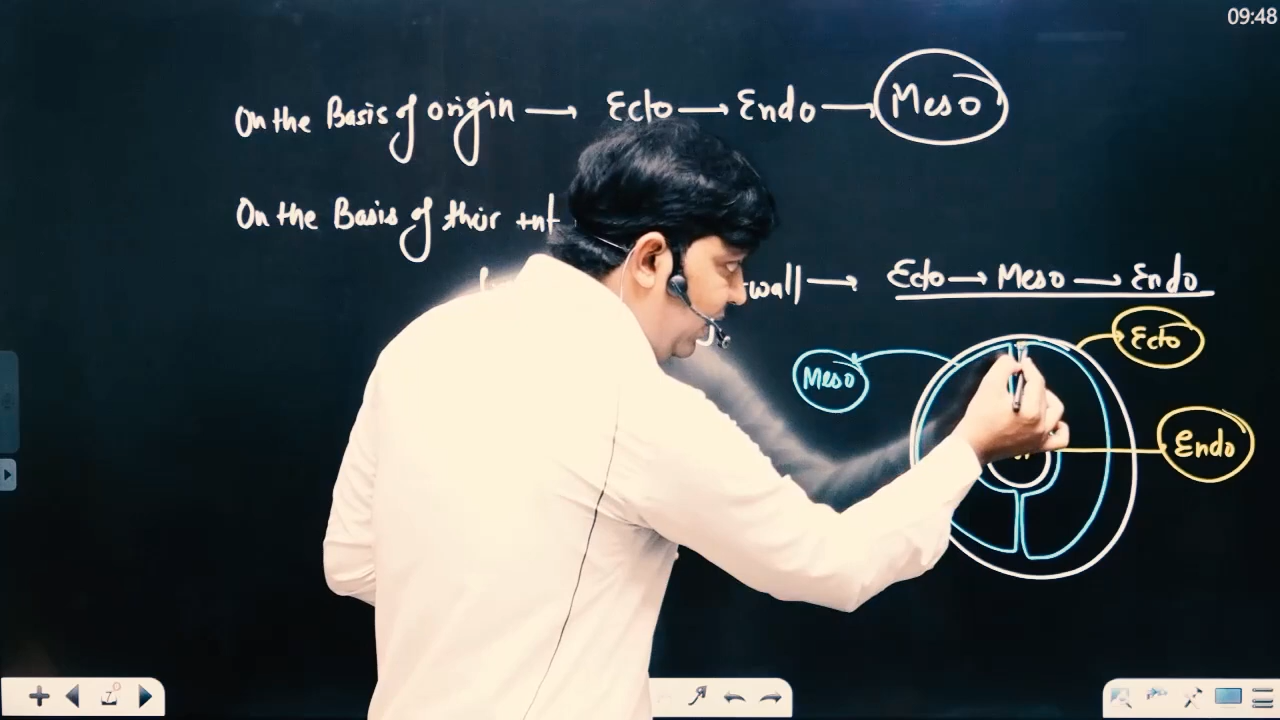 09:48
On the Basis of origin → Ecto → Endo → Meso
On the Basis of their int
wall → Ecto → Meso → Endo
Ecto
Meso
Endo